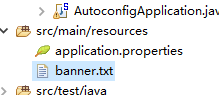 AutoconfigApplication.jav
src/main/resources
application.properties
banner.txt
src/test/java